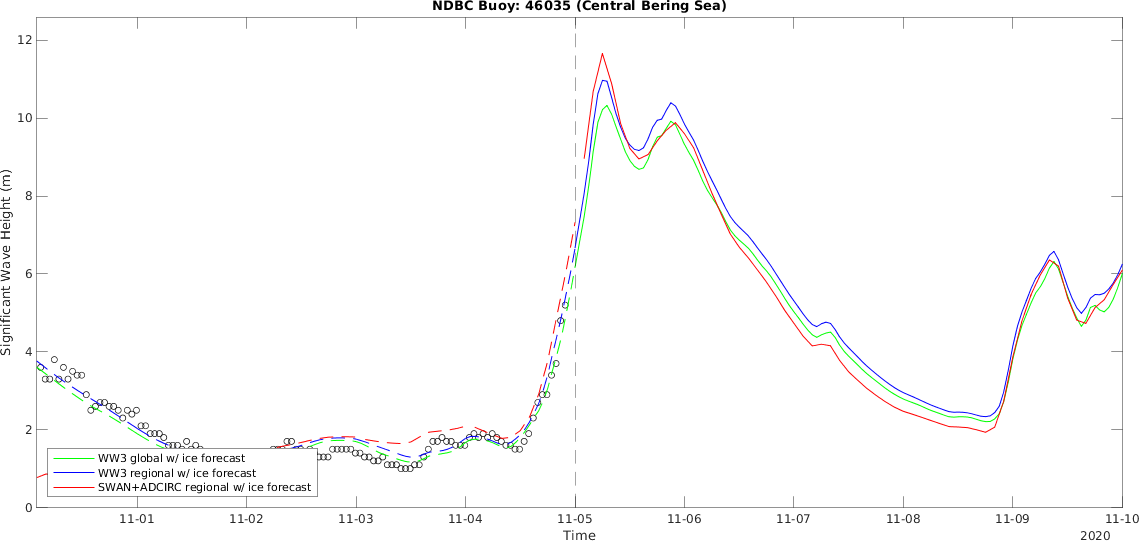 NDBC Buoy: 46035 (Central Bering Sea)
Significant Wave Height (m)
12
10
8
6
4
2
0
WW3 global w/ ice forecast
WW3 regional w/ ice forecast
SWAN+ADCIRC regional w/ ice forecast
11-01 11-02 11-03 11-04 11-05 11-06 11-07 11-08 11-09 11-10
Time
2020